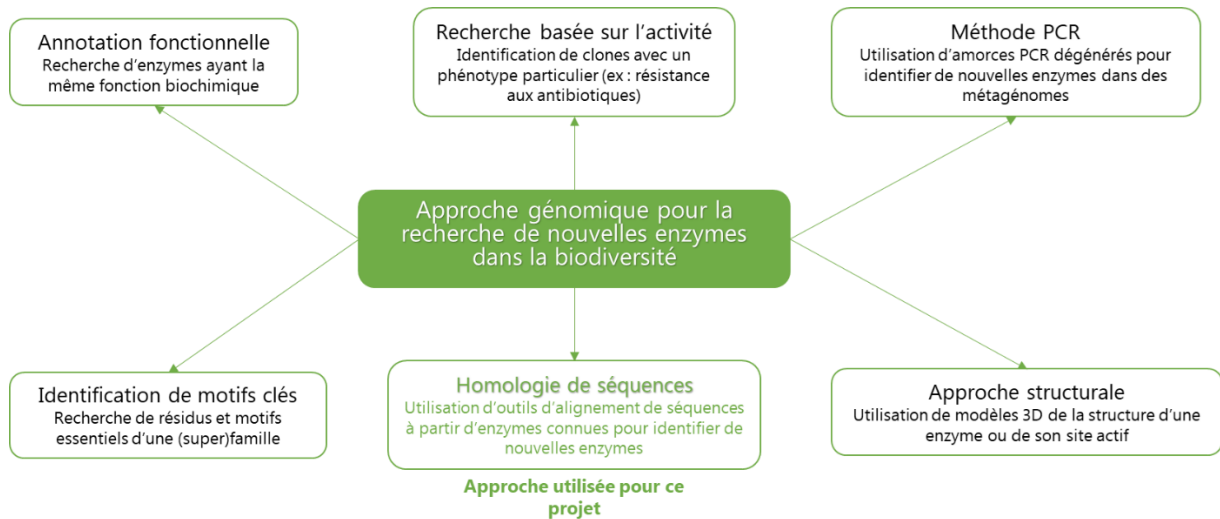 Annotation fonctionnelle
Recherche d'enzymes ayant la
même fonction biochimique
Recherche basée sur l'activité
Identification de clones avec un
phénotype particulier (ex : résistance
aux antibiotiques)
Méthode PCR
Utilisation d'amorces PCR dégénérés pour
identifier de nouvelles enzymes dans des
métagénomes
Approche génomique pour la
recherche de nouvelles enzymes
dans la biodiversité
Identification de motifs clés
Recherche de résidus et motifs
essentiels d'une (super)famille
Homologie de séquences
Utilisation d'outils d'alignement de séquences
à partir d'enzymes connues pour identifier de
nouvelles enzymes
Approche structurale
Utilisation de modèles 3D de la structure d'une
enzyme ou de son site actif
Approche utilisée pour ce
projet